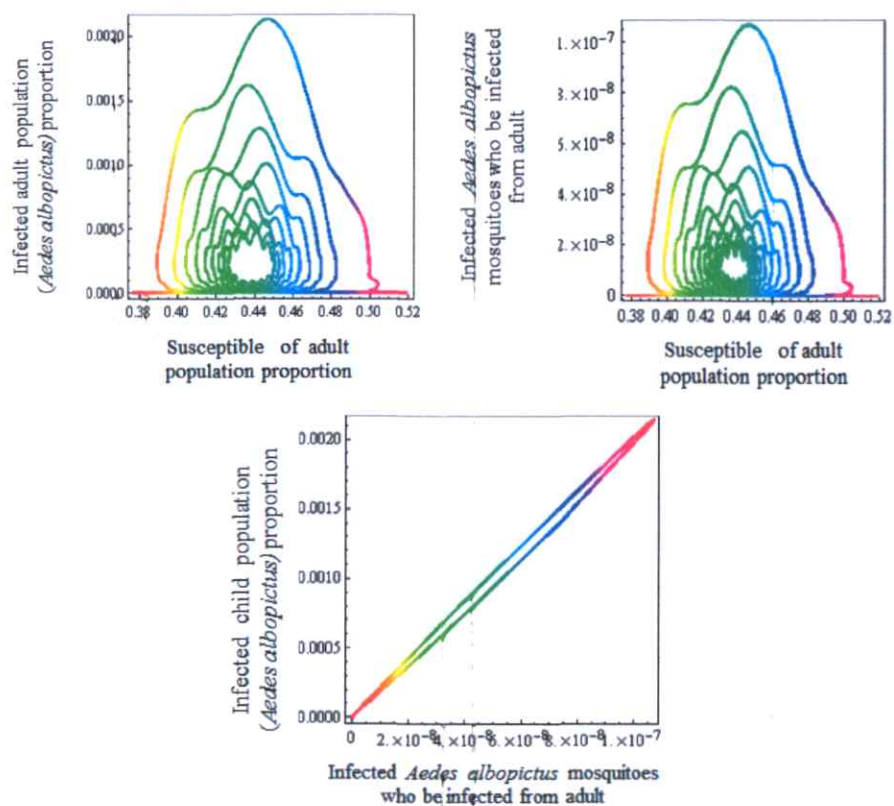 Infected adult population
(Aedes albopictus) proportion
0.0020
0.0015
0.0010
0.0005
0.0000
0.38 0.40 0.42 0.44 0.46 0.48 0.50 0.52
Susceptible of adult
population proportion
Infected Aedes albopictus
mosquitoes who be infected
from adult
1.×10⁻⁷
8.×10⁻⁸
6.×10⁻⁸
4.×10⁻⁸
2.×10⁻⁸
0
0.38 0.40 0.42 0.44 0.46 0.48 0.50 0.52
Susceptible of adult
population proportion
Infected child population
(Aedes albopictus) proportion
0.0020
0.0015
0.0010
0.0005
0.0000
0 2.×10⁻⁸ 4.×10⁻⁸ 6.×10⁻⁸ 8.×10⁻⁸ 1.×10⁻⁷
Infected Aedes albopictus mosquitoes
who be infected from adult